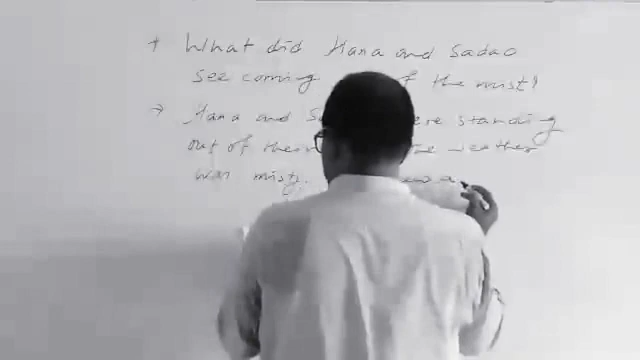 + What did Hana and Sadao
see coming of the mist?
→ Hana and ere standing
out of their weather
was misty. a